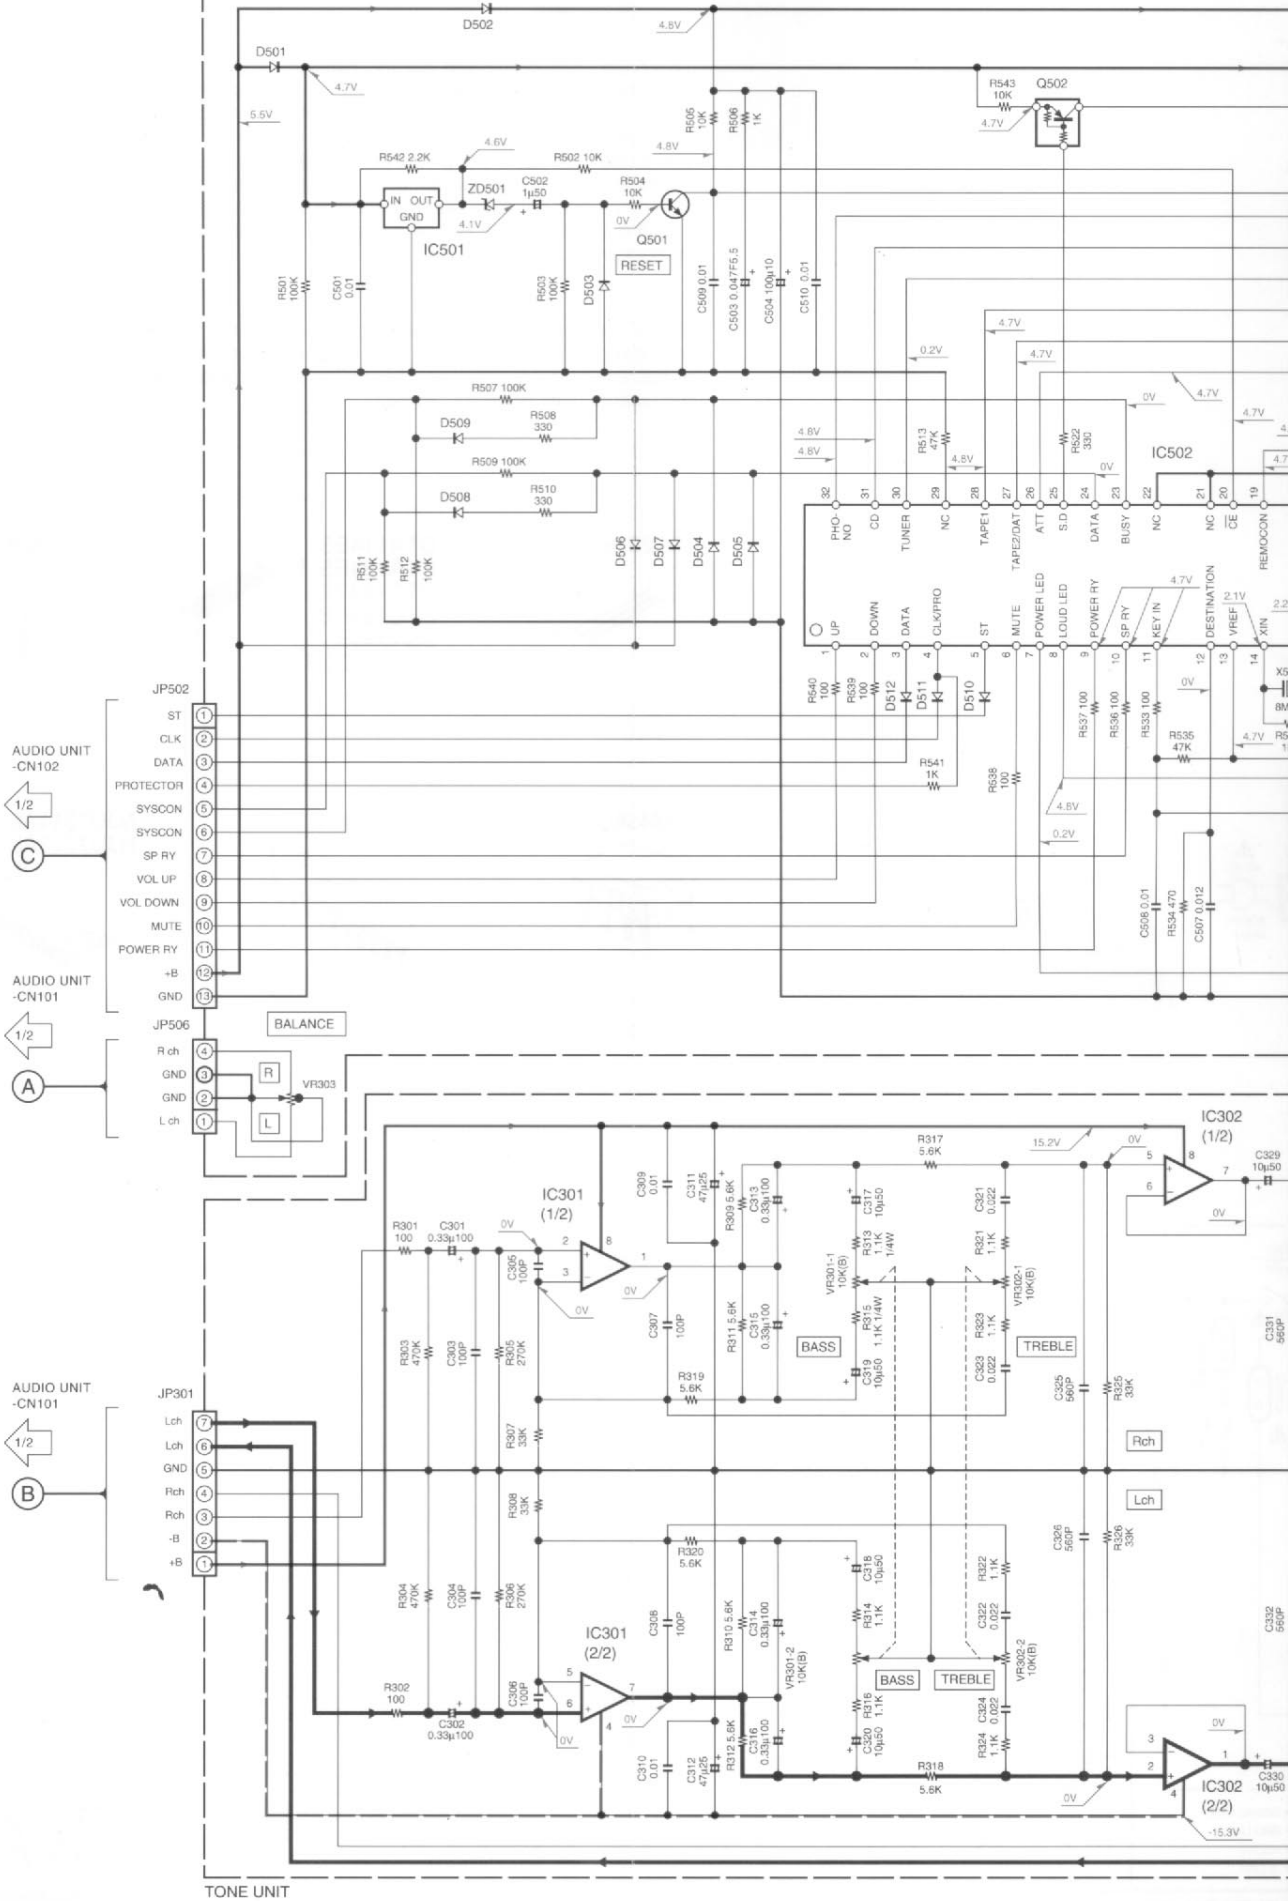 D502
4.8V
D501
4.7V
5.5V
R543
10K
Q502
4.7V
R505
10K
R506
1K
4.8V
R542 2.2K
4.6V
R502 10K
IN OUT
GND
IC501
ZD501
4.1V
C502
1μ50
+
R504
10K
0V
Q501
RESET
R501
100K
C501
0.01
R503
100K
D503
C509 0.01
C503 0.047F5.5
C504 100μ10
C510 0.01
4.7V
0.2V
4.7V
4.7V
0V
4.7V
R507 100K
D509
R508
330
R509 100K
D508
R510
330
R511
100K
R512
100K
D506
D507
D504
D505
4.8V
4.8V
R513
47K
4.8V
R522
330
0V
IC502
32 31 30 29 28 27 26 25 24 23 22 21 20 19
PHO-
NO
CD
TUNER
NC
TAPE1
TAPE2/DAT
ATT
S.D
DATA
BUSY
NC
NC
CE
REMOCON
4.7V
2.1V
UP
DOWN
DATA
CLK/PRO
ST
MUTE
POWER LED
LOUD LED
POWER RY
SP RY
KEY IN
DESTINATION
VREF
XIN
1 2 3 4 5 6 7 8 9 10 11 12 13 14
R540
100
R539
100
D512
D511
D510
R541
1K
R538
100
R537 100
R536 100
R533 100
0V
R535
47K
4.7V
4.8V
0.2V
C508 0.01
R534 470
C507 0.012
JP502
AUDIO UNIT
-CN102
1/2
C
ST 1
CLK 2
DATA 3
PROTECTOR 4
SYSCON 5
SYSCON 6
SP RY 7
VOL UP 8
VOL DOWN 9
MUTE 10
POWER RY 11
+B 12
GND 13
AUDIO UNIT
-CN101
1/2
A
JP506
BALANCE
R ch 4
GND 3
GND 2
L ch 1
R
L
VR303
IC302
(1/2)
15.2V
0V
5
6
8
7
0V
C329
10μ50
R317
5.6K
C309
0.01
C311
47μ25
R309 5.6K
C313
0.33μ100
C317
10μ50
C321
0.022
IC301
(1/2)
R301
100
C301
0.33μ100
0V
C305
100P
2
3
8
1
0V
0V
R313
1.1K
1/4W
R321
1.1K
VR301-1
10K(B)
VR302-1
10K(B)
R303
470K
C303
100P
R305
270K
C307
100P
R311 5.6K
C315
0.33μ100
BASS
R315
1.1K 1/4W
R323
1.1K
TREBLE
C331
560P
R319
5.6K
C319
10μ50
C323
0.022
C325
560P
R325
33K
AUDIO UNIT
-CN101
1/2
B
JP301
Lch 7
Lch 6
GND 5
Rch 4
Rch 3
-B 2
+B 1
R307
33K
R308
33K
Rch
Lch
C326
560P
R326
33K
R304
470K
C304
100P
R306
270K
R320
5.6K
C308
100P
R310 5.6K
C314
0.33μ100
C318
10μ50
R314
1.1K
R322
1.1K
C322
0.022
C332
560P
IC301
(2/2)
VR301-2
10K(B)
VR302-2
10K(B)
BASS
TREBLE
R302
100
C302
0.33μ100
C306
100P
5
6
7
4
0V
0V
R312 5.6K
C316
0.33μ100
R316
1.1K
C320
10μ50
C324
0.022
R324
1.1K
C310
0.01
C312
47μ25
R318
5.6K
0V
3
2
1
4
0V
IC302
(2/2)
C330
10μ50
-15.3V
TONE UNIT